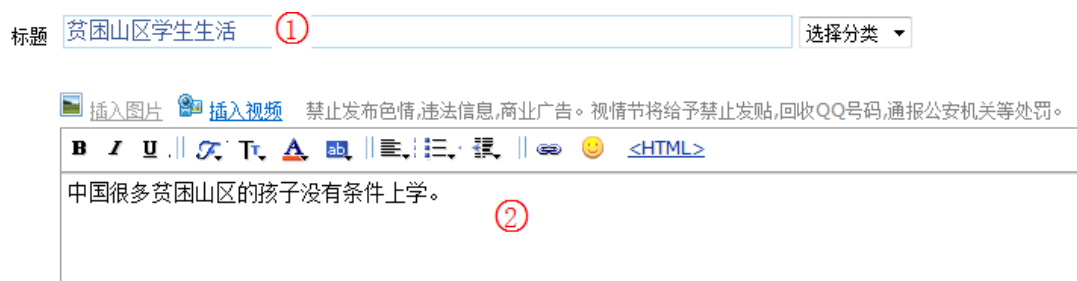 标题 贫困山区学生生活 ① 选择分类
插入图片 插入视频 禁止发布色情,违法信息,商业广告。视情节将给予禁止发贴,回收QQ号码,通报公安机关等处罚。
B I U T Tt A ab <HTML>
中国很多贫困山区的孩子没有条件上学。
②